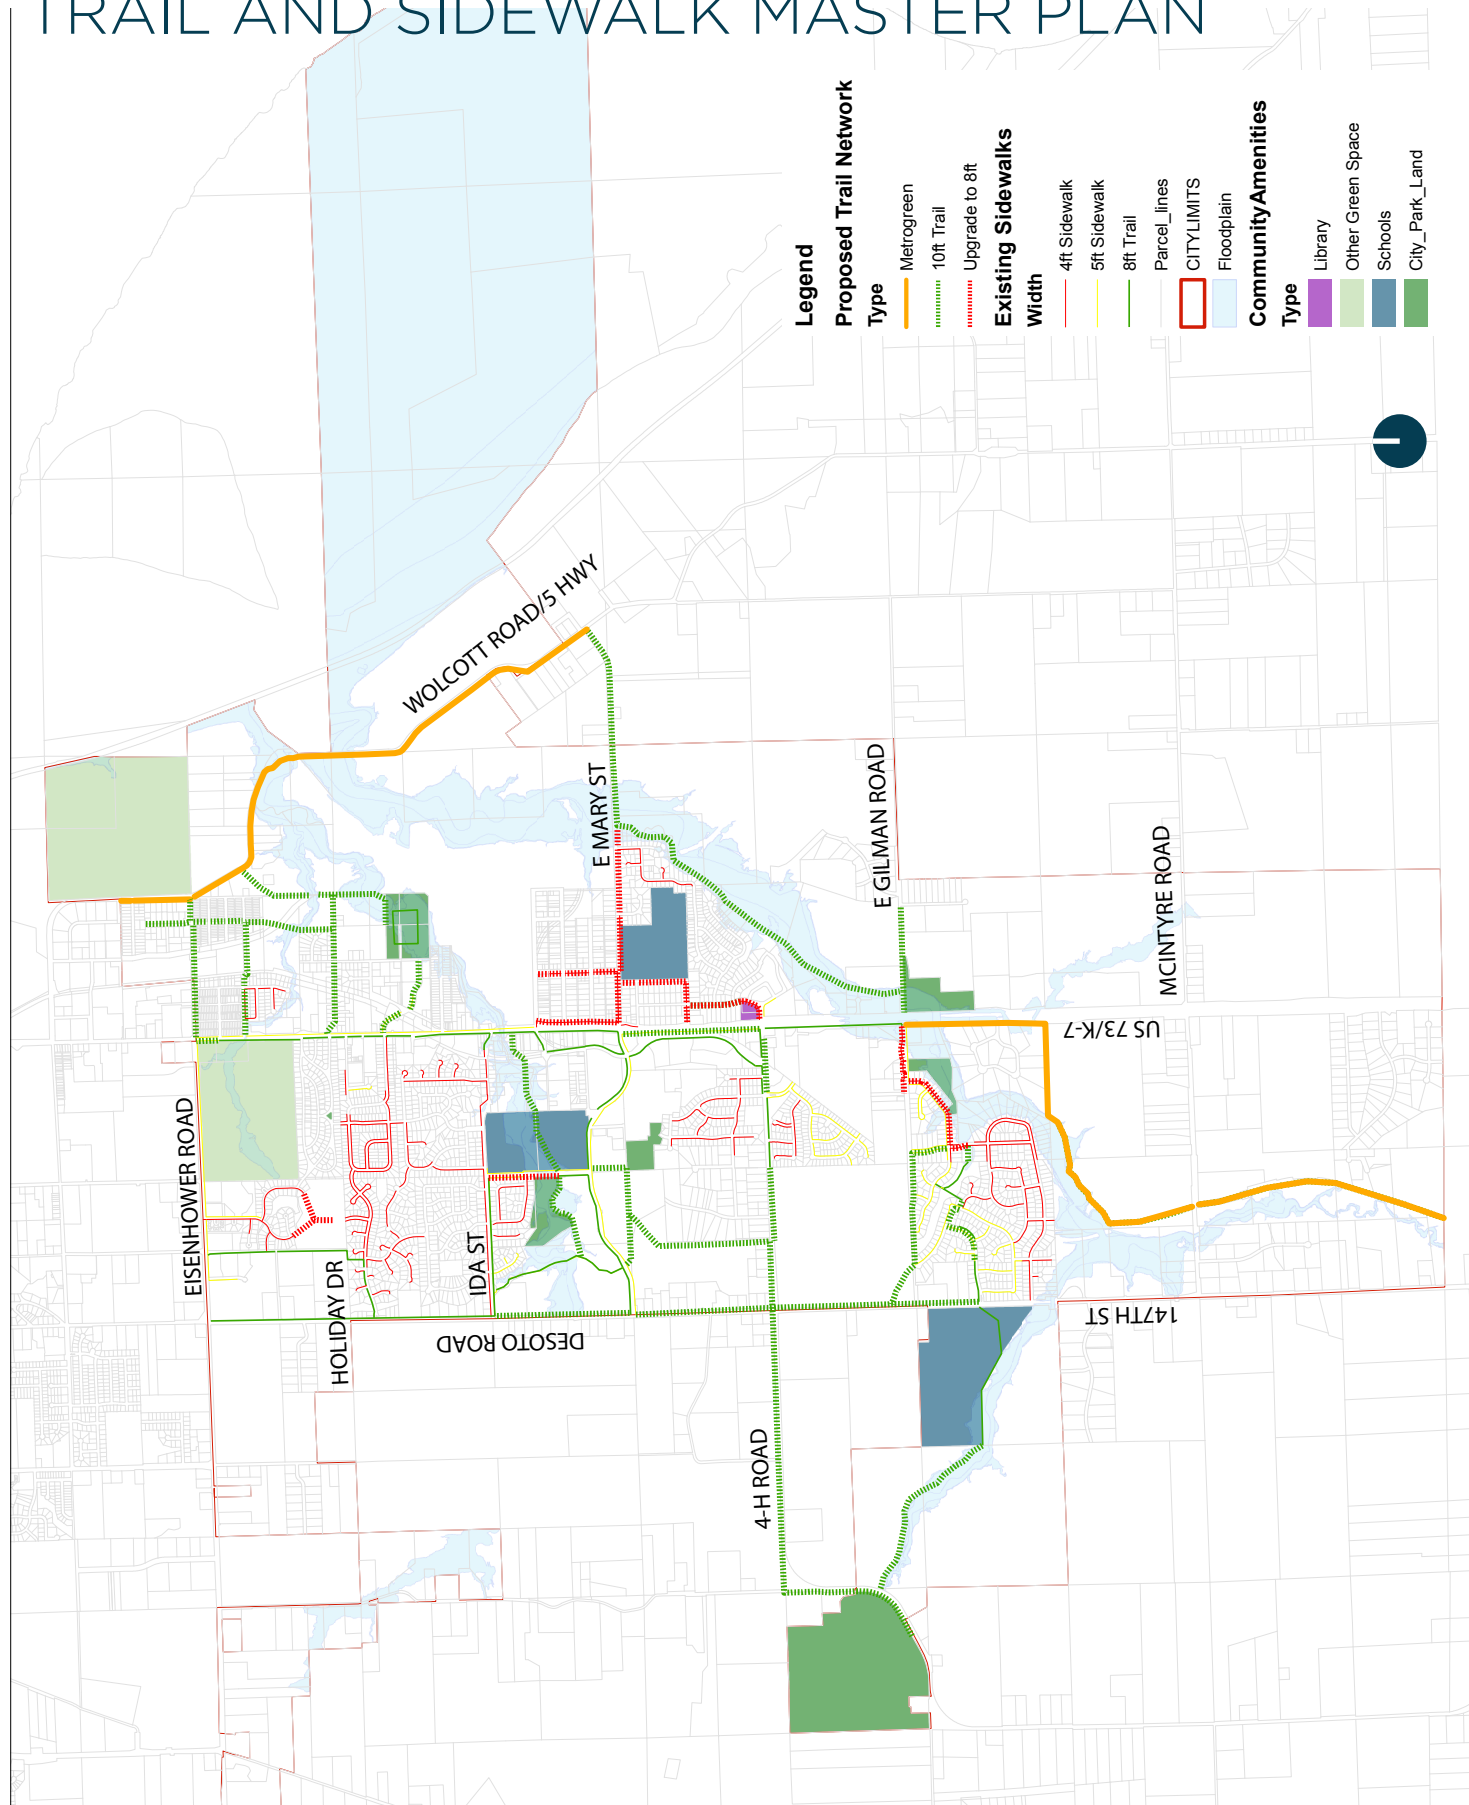 TRAIL AND SIDEWALK MASTER PLAN
Legend
Proposed Trail Network
Type
Metrogreen
10ft Trail
Upgrade to 8ft
Existing Sidewalks
Width
4ft Sidewalk
5ft Sidewalk
8ft Trail
Parcel_lines
CITYLIMITS
Floodplain
CommunityAmenities
Type
Library
Other Green Space
Schools
City_Park_Land
WOLCOTT ROAD/5 HWY
E MARY ST
E GILMAN ROAD
MCINTYRE ROAD
US 73/K-7
EISENHOWER ROAD
HOLIDAY DR
IDA ST
DESOTO ROAD
147TH ST
4-H ROAD